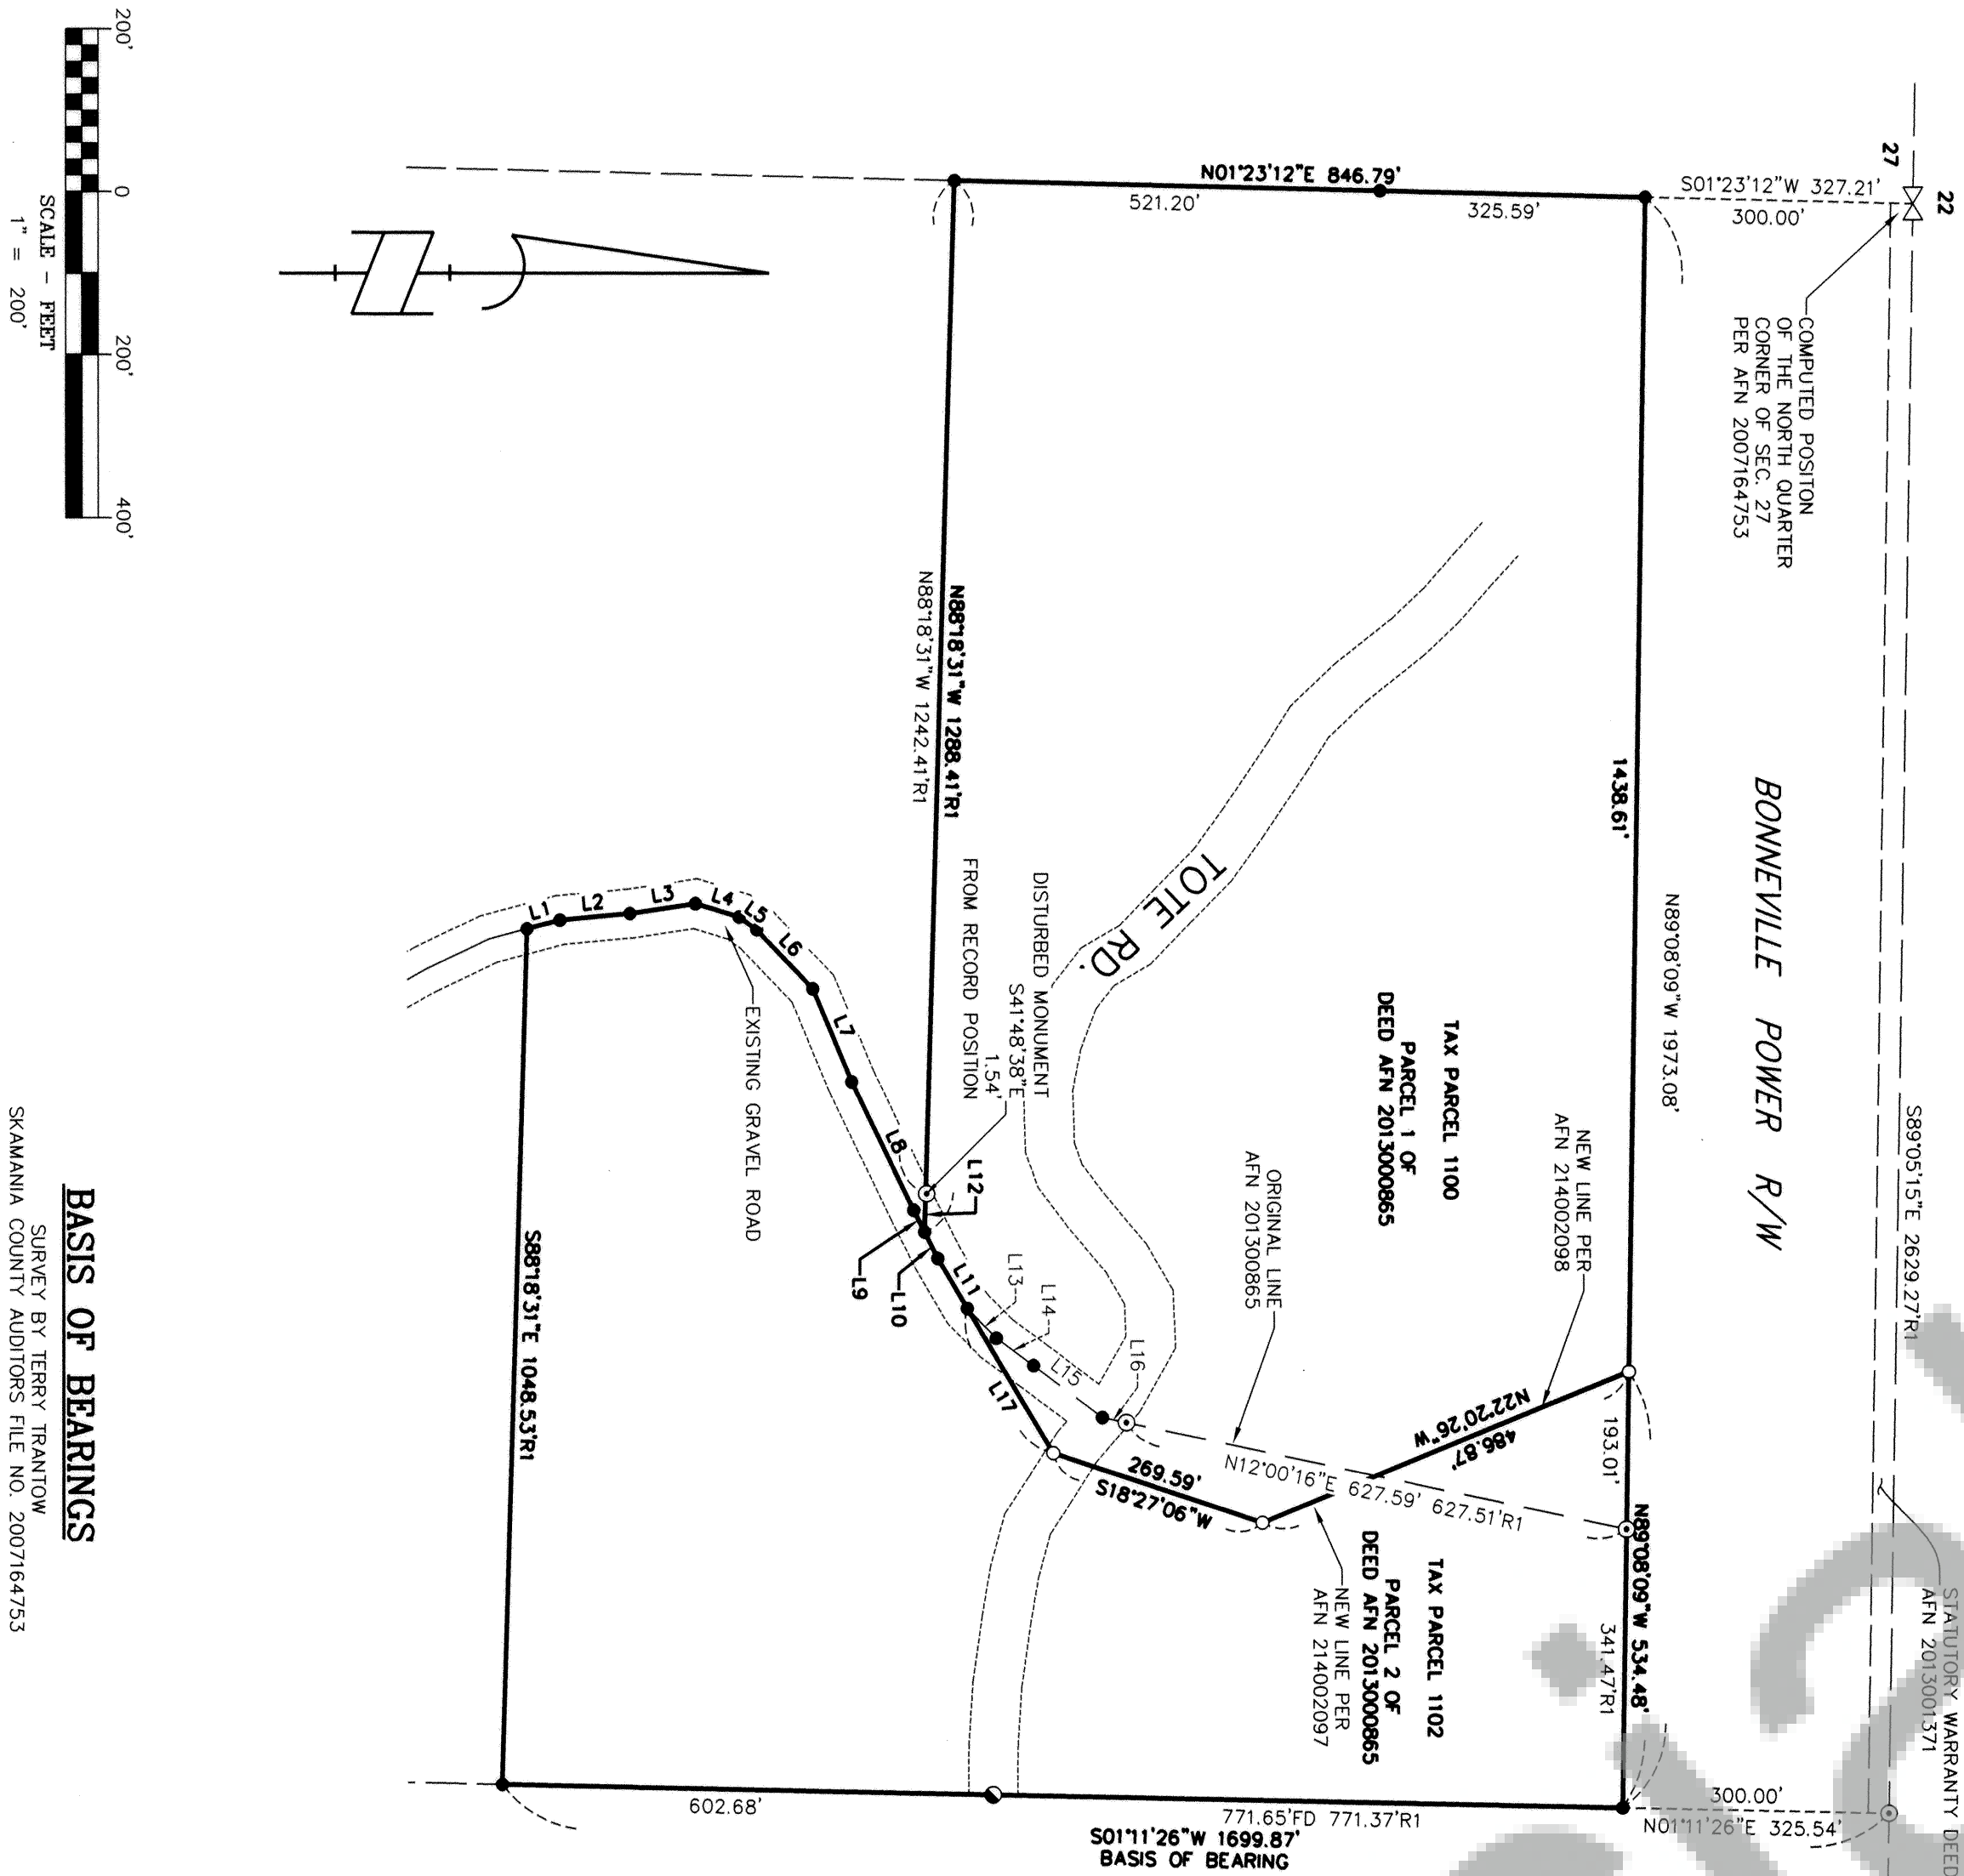 22
27
S01°23'12"W 327.21'
300.00'
COMPUTED POSITON
OF THE NORTH QUARTER
CORNER OF SEC. 27
PER AFN 2007164753
N01°23'12"E 846.79'
521.20'
325.59'
BONNEVILLE POWER R/W
S89°05'15"E 2629.27'R1
STATUTORY WARRANTY DEED
AFN 2013001371
N89°08'09"W 1973.08'
1438.61'
193.01'
N89°08'09"W 534.48'
341.47'R1
300.00'
N01°11'26"E 325.54'
NEW LINE PER
AFN 214002098
N22°20'26"W
486.87'
TAX PARCEL 1100
PARCEL 1 OF
DEED AFN 2013000865
TAX PARCEL 1102
PARCEL 2 OF
DEED AFN 2013000865
NEW LINE PER
AFN 214002097
ORIGINAL LINE
AFN 201300865
N12°00'16"E 627.59' 627.51'R1
269.59'
S18°27'06"W
TOTE RD.
DISTURBED MONUMENT
S41°48'38"E
1.54'
FROM RECORD POSITION
N88°18'31"W 1288.41'R1
N88°18'31"W 1242.41'R1
L1
L2
L3
L4
L5
L6
L7
L8
L9
L10
L11
L12
L13
L14
L15
L16
L17
EXISTING GRAVEL ROAD
S88°18'31"E 1048.53'R1
602.68'
771.65'FD 771.37'R1
S01°11'26"W 1699.87'
BASIS OF BEARING
200'
0
200'
400'
SCALE - FEET
1" = 200'
BASIS OF BEARINGS
SURVEY BY TERRY TRANTOW
SKAMANIA COUNTY AUDITORS FILE NO. 2007164753